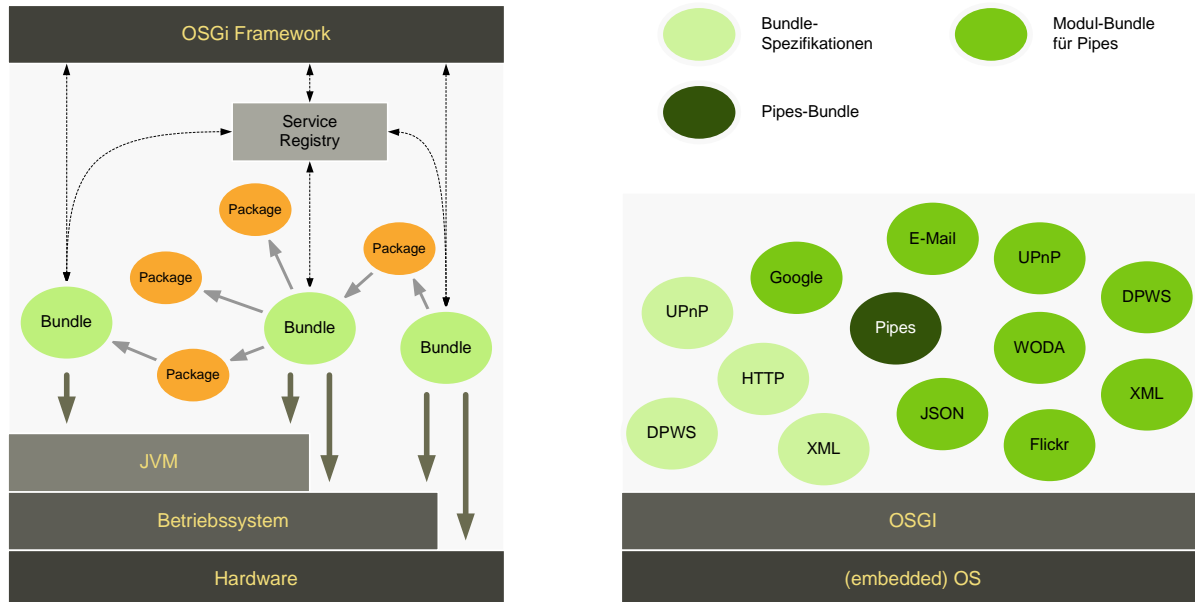 OSGi Framework
Service
Registry
Package
Package
Package
Bundle
Bundle
Bundle
Package
JVM
Betriebssystem
Hardware
Bundle-
Spezifikationen
Modul-Bundle
für Pipes
Pipes-Bundle
E-Mail
UPnP
Google
DPWS
UPnP
Pipes
WODA
HTTP
XML
JSON
DPWS
XML
Flickr
OSGI
(embedded) OS